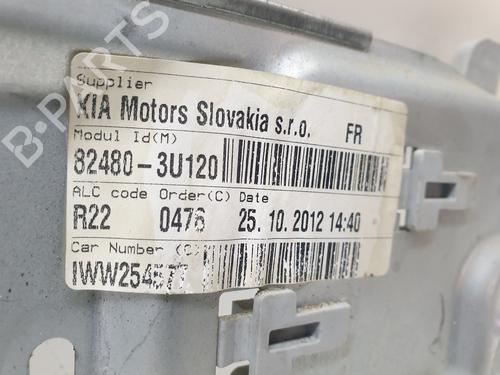 B-PARTS
Supplier
KIA Motors Slovakia s.r.o. FR
Modul Id(M)
82480-3U120
ALC code Order(C) Date
R22 0476 25.10.2012 14:40
Car Number (C)